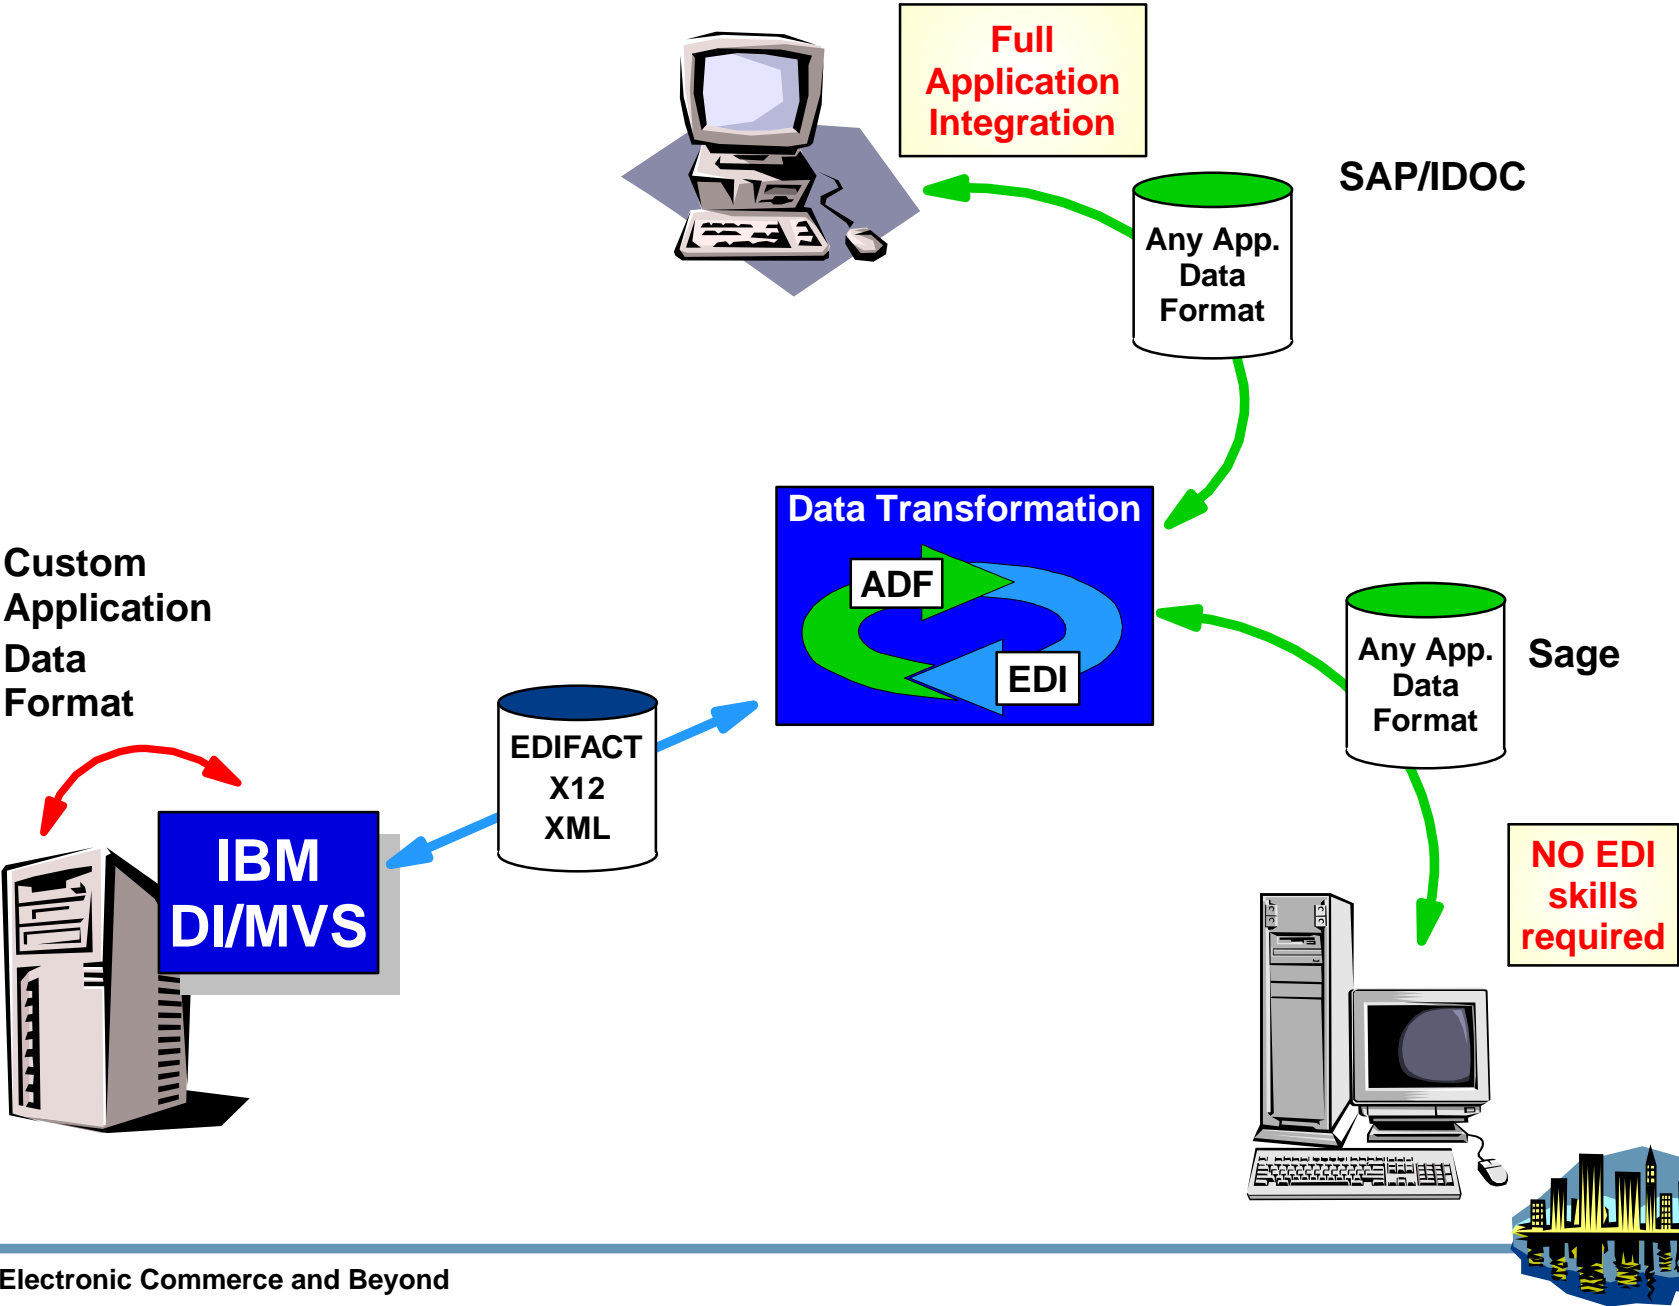 Full
Application
Integration
SAP/IDOC
Any App.
Data
Format
Data Transformation
ADF
EDI
Custom
Application
Data
Format
Any App.
Data
Format
Sage
EDIFACT
X12
XML
IBM
DI/MVS
NO EDI
skills
required
Electronic Commerce and Beyond